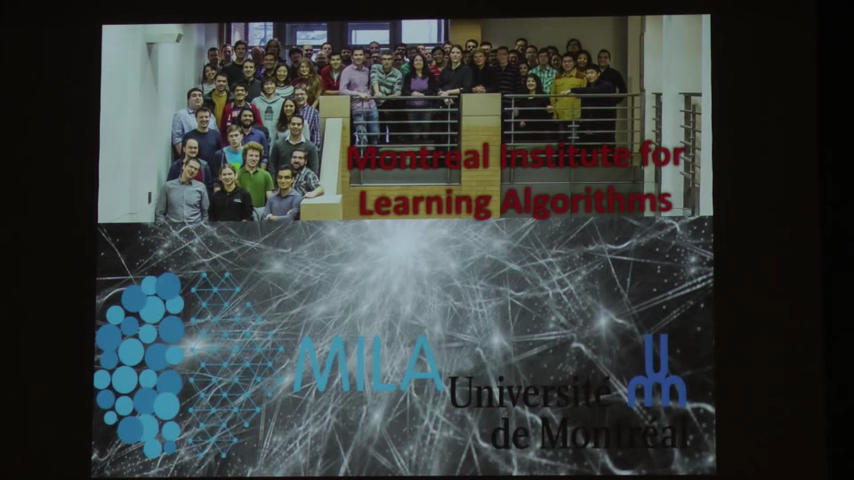 Montreal Institute for
Learning Algorithms
MILA
Université
de Montréal